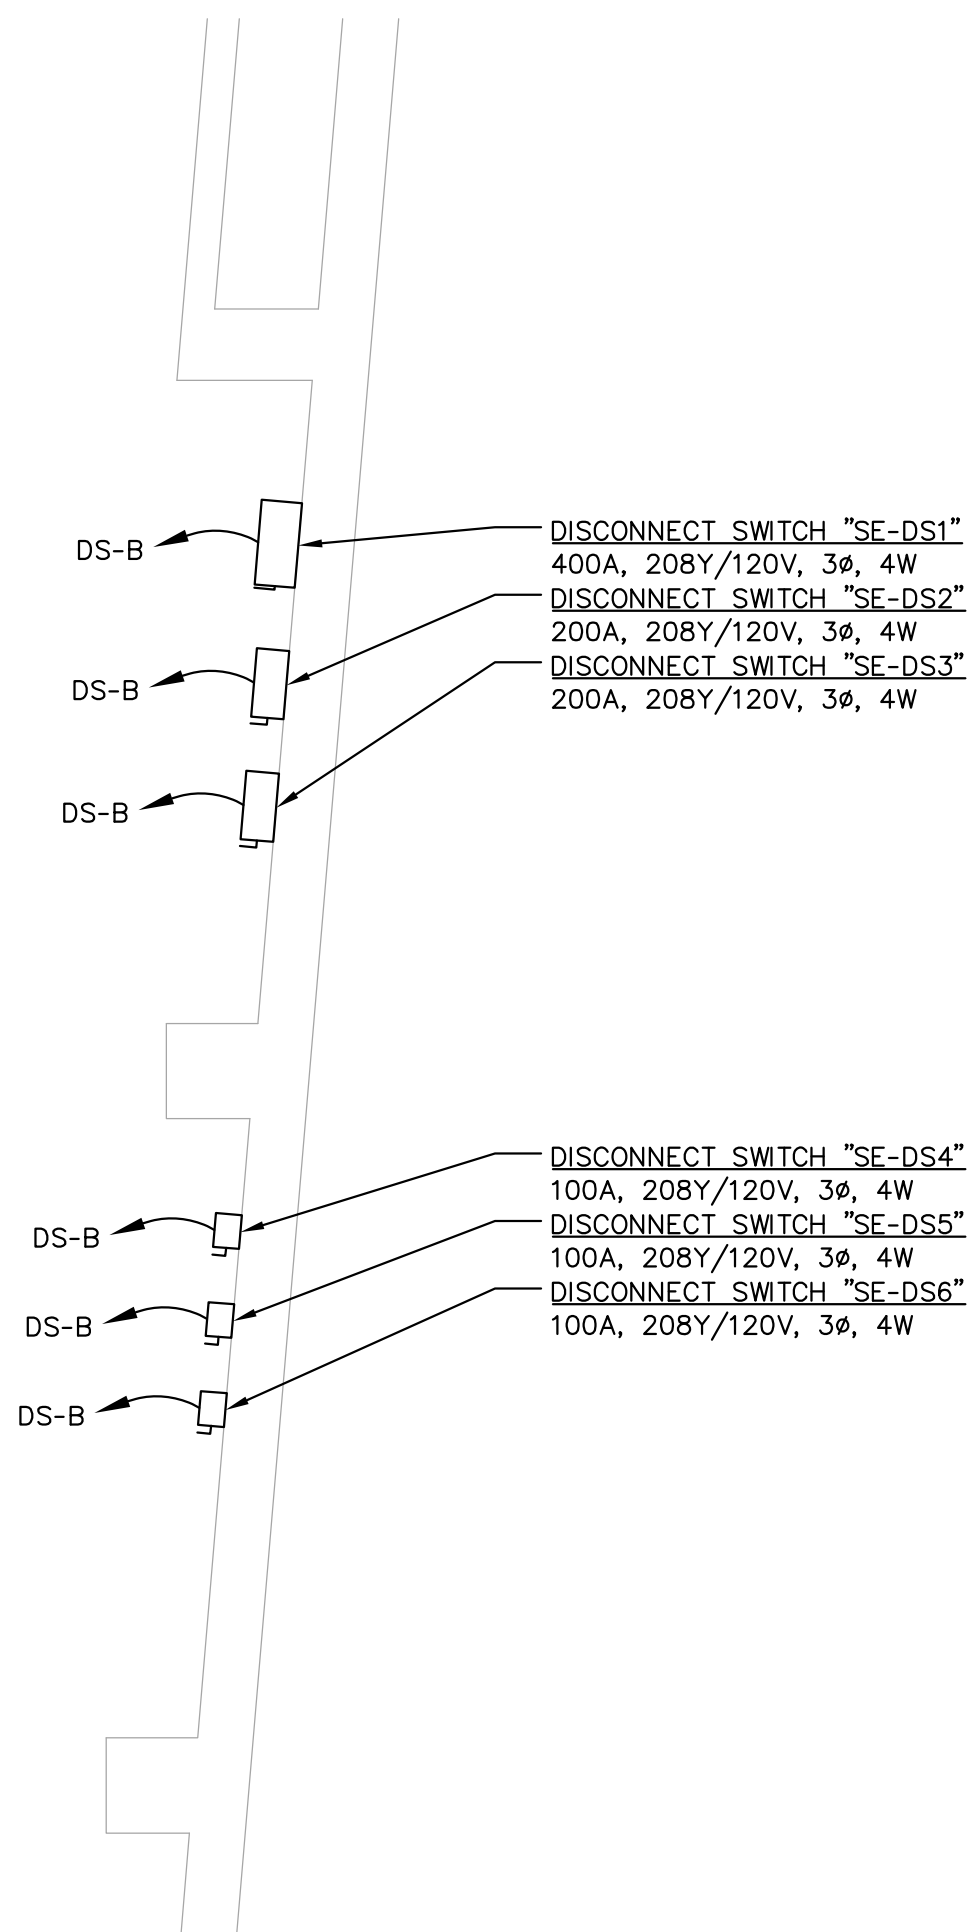 DS-B
DISCONNECT SWITCH "SE-DS1"
400A, 208Y/120V, 3ø, 4W
DISCONNECT SWITCH "SE-DS2"
200A, 208Y/120V, 3ø, 4W
DS-B
DISCONNECT SWITCH "SE-DS3"
200A, 208Y/120V, 3ø, 4W
DS-B
DISCONNECT SWITCH "SE-DS4"
100A, 208Y/120V, 3ø, 4W
DS-B
DISCONNECT SWITCH "SE-DS5"
100A, 208Y/120V, 3ø, 4W
DISCONNECT SWITCH "SE-DS6"
100A, 208Y/120V, 3ø, 4W
DS-B
DS-B